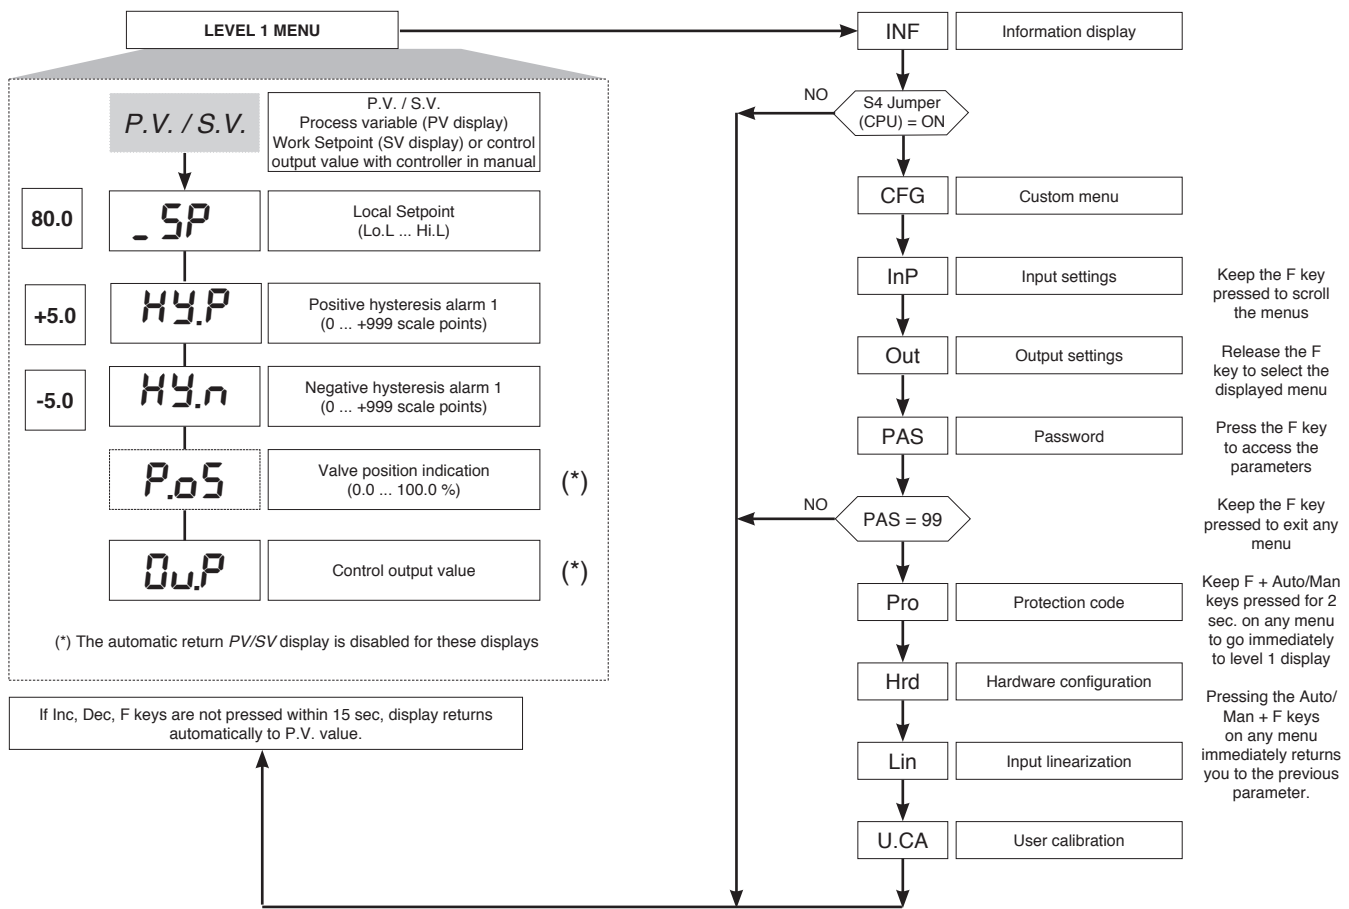 LEVEL 1 MENU
P.V. / S.V.
P.V. / S.V.
Process variable (PV display)
Work Setpoint (SV display) or control
output value with controller in manual
80.0
_SP
Local Setpoint
(Lo.L ... Hi.L)
+5.0
HY.P
Positive hysteresis alarm 1
(0 ... +999 scale points)
-5.0
HY.n
Negative hysteresis alarm 1
(0 ... +999 scale points)
P.oS
Valve position indication
(0.0 ... 100.0 %)
(*)
Ou.P
Control output value
(*)
(*) The automatic return PV/SV display is disabled for these displays
If Inc, Dec, F keys are not pressed within 15 sec, display returns
automatically to P.V. value.
INF
Information display
NO
S4 Jumper
(CPU) = ON
CFG
Custom menu
InP
Input settings
Out
Output settings
PAS
Password
NO
PAS = 99
Pro
Protection code
Hrd
Hardware configuration
Lin
Input linearization
U.CA
User calibration
Keep the F key
pressed to scroll
the menus
Release the F
key to select the
displayed menu
Press the F key
to access the
parameters
Keep the F key
pressed to exit any
menu
Keep F + Auto/Man
keys pressed for 2
sec. on any menu
to go immediately
to level 1 display
Pressing the Auto/
Man + F keys
on any menu
immediately returns
you to the previous
parameter.